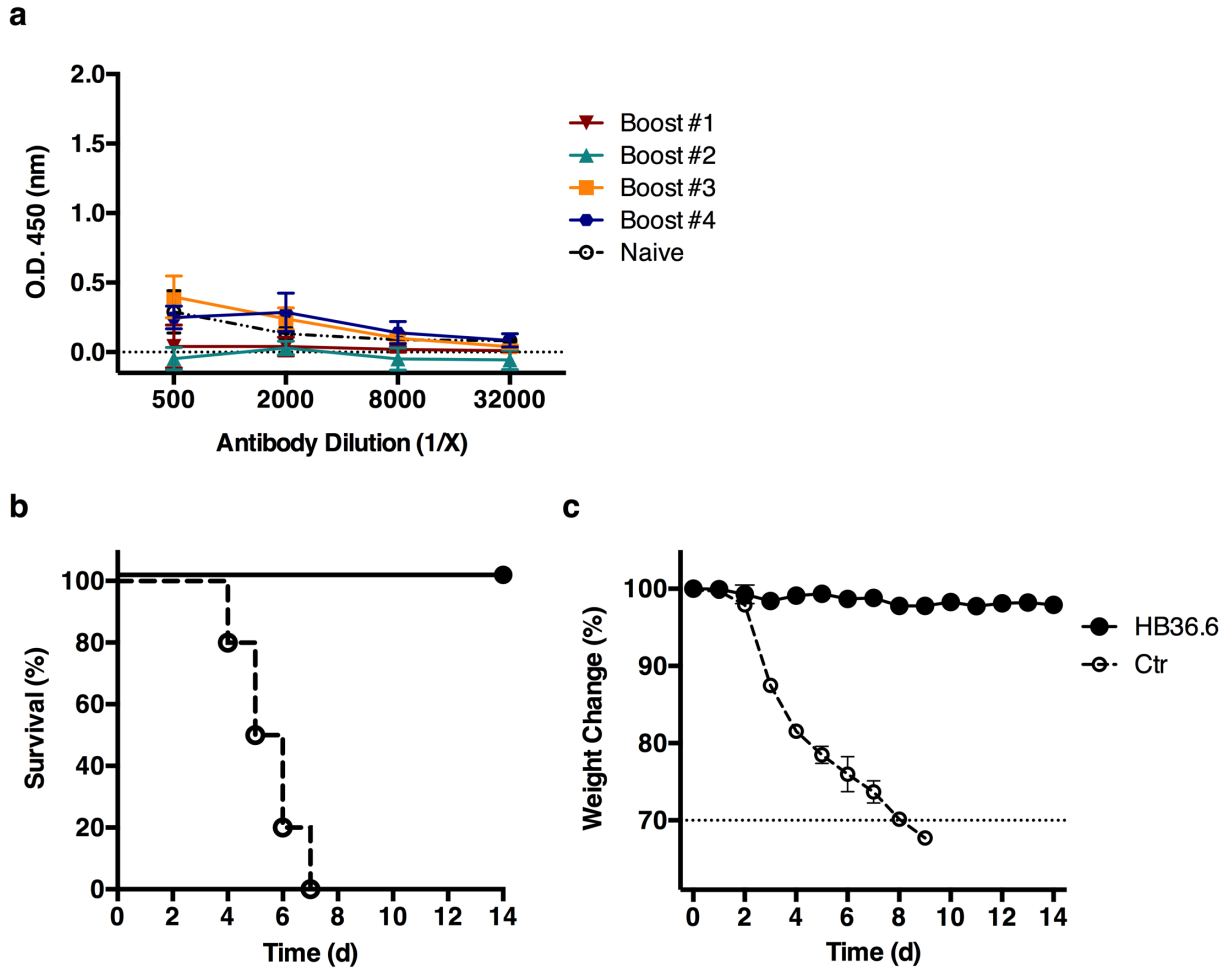 a
2.0
1.5
1.0
0.5
0.0
O.D. 450 (nm)
500 2000 8000 32000
Antibody Dilution (1/X)
Boost #1
Boost #2
Boost #3
Boost #4
Naive
b
100
80
60
40
20
0
Survival (%)
0 2 4 6 8 10 12 14
Time (d)
c
100
90
80
70
Weight Change (%)
0 2 4 6 8 10 12 14
Time (d)
HB36.6
Ctr